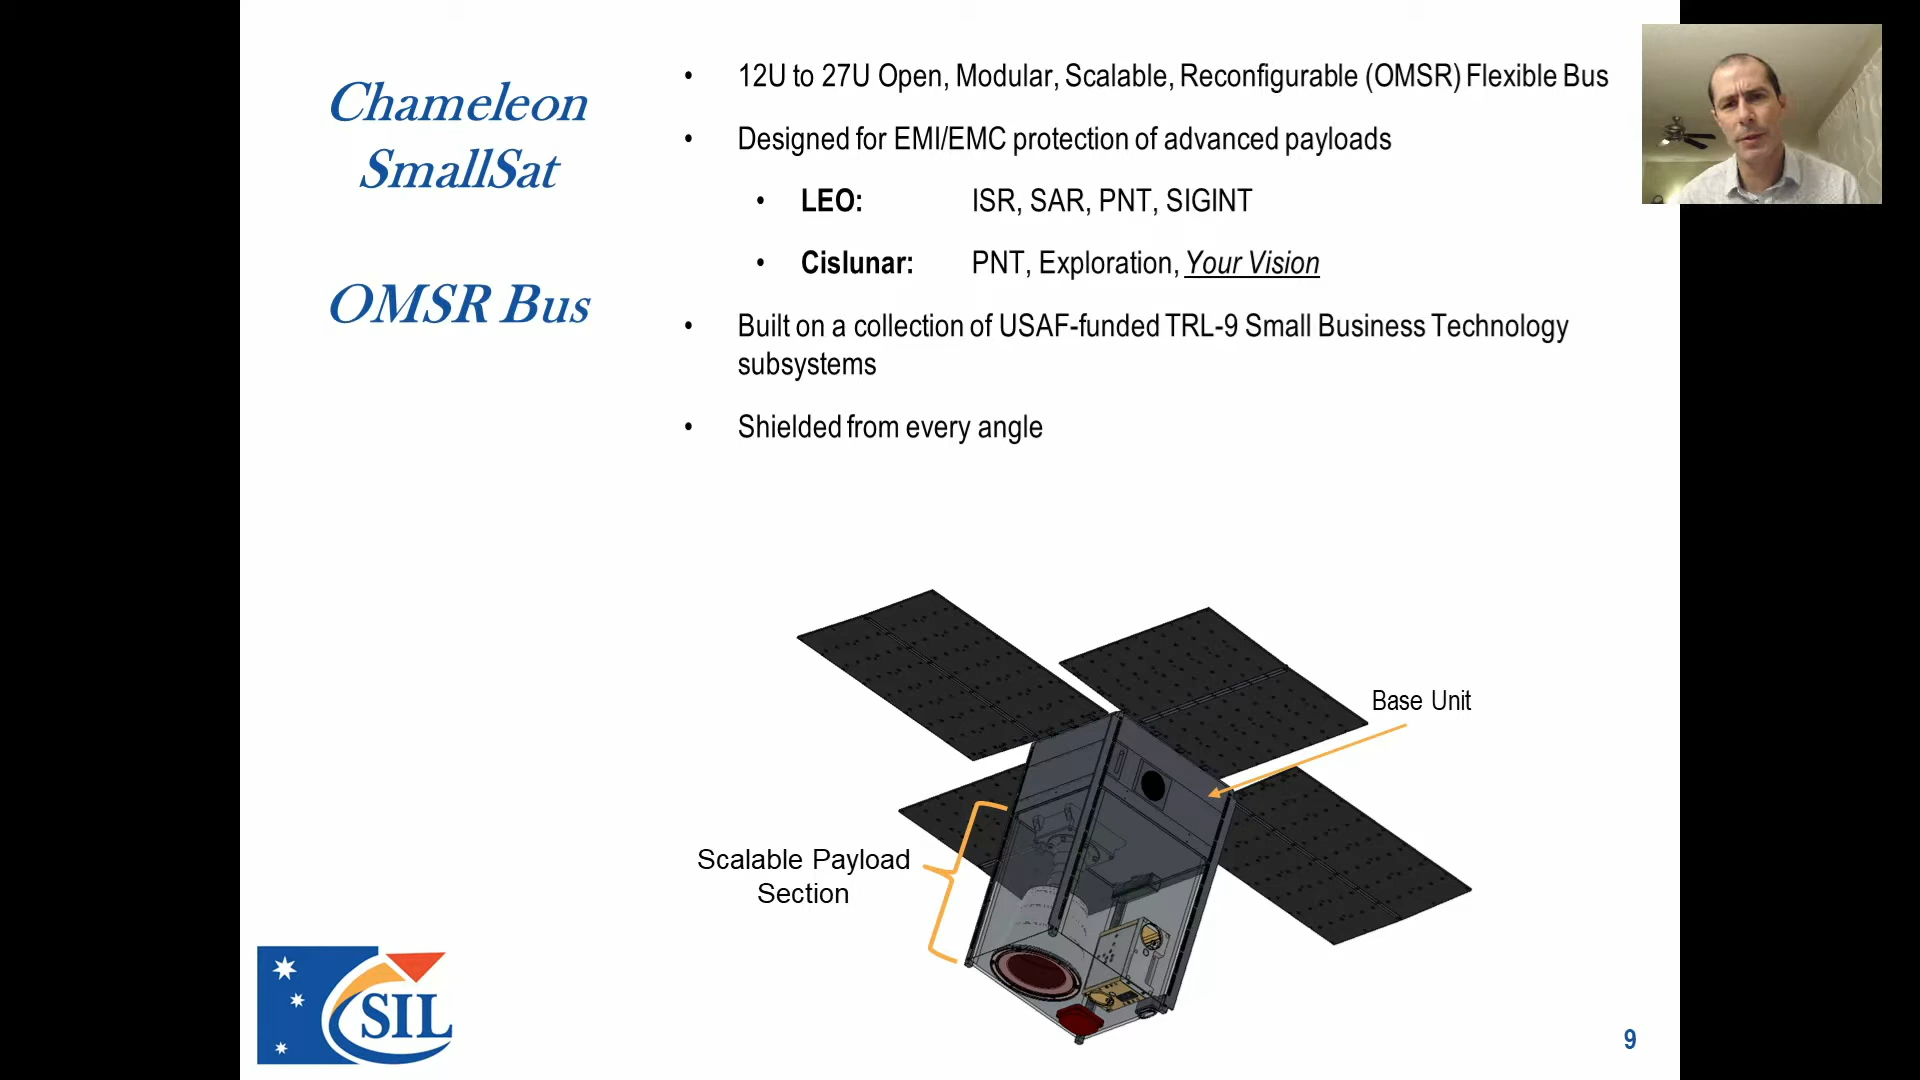 Chameleon
SmallSat
OMSR Bus
• 12U to 27U Open, Modular, Scalable, Reconfigurable (OMSR) Flexible Bus
• Designed for EMI/EMC protection of advanced payloads
• LEO: ISR, SAR, PNT, SIGINT
• Cislunar: PNT, Exploration, Your Vision
• Built on a collection of USAF-funded TRL-9 Small Business Technology
subsystems
• Shielded from every angle
Base Unit
Scalable Payload
Section
CSIL
9